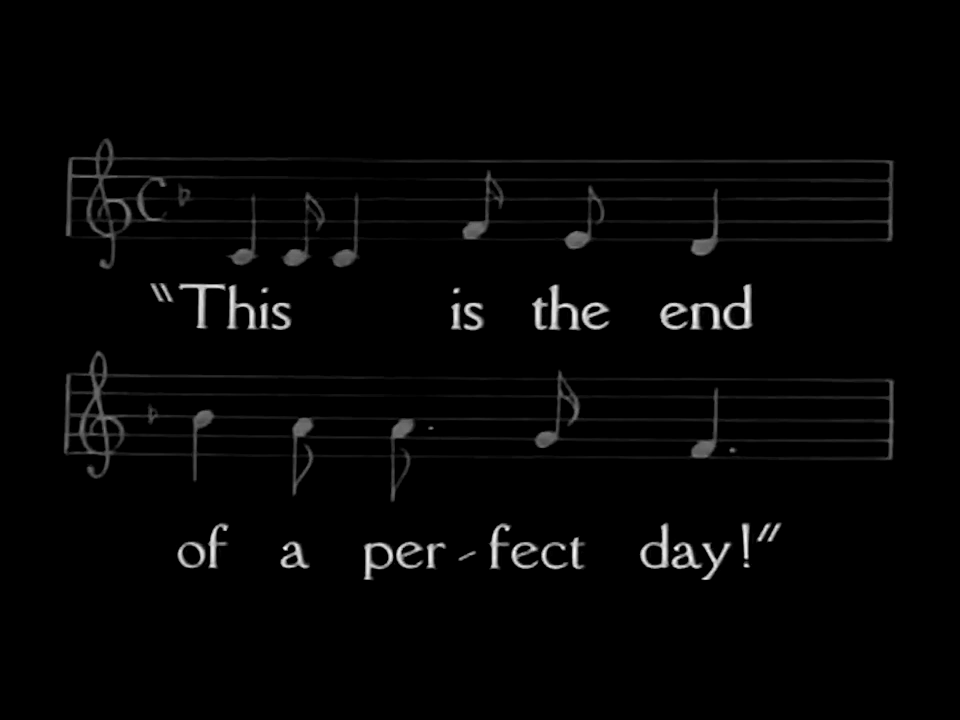 "This is the end
of a per-fect day!"